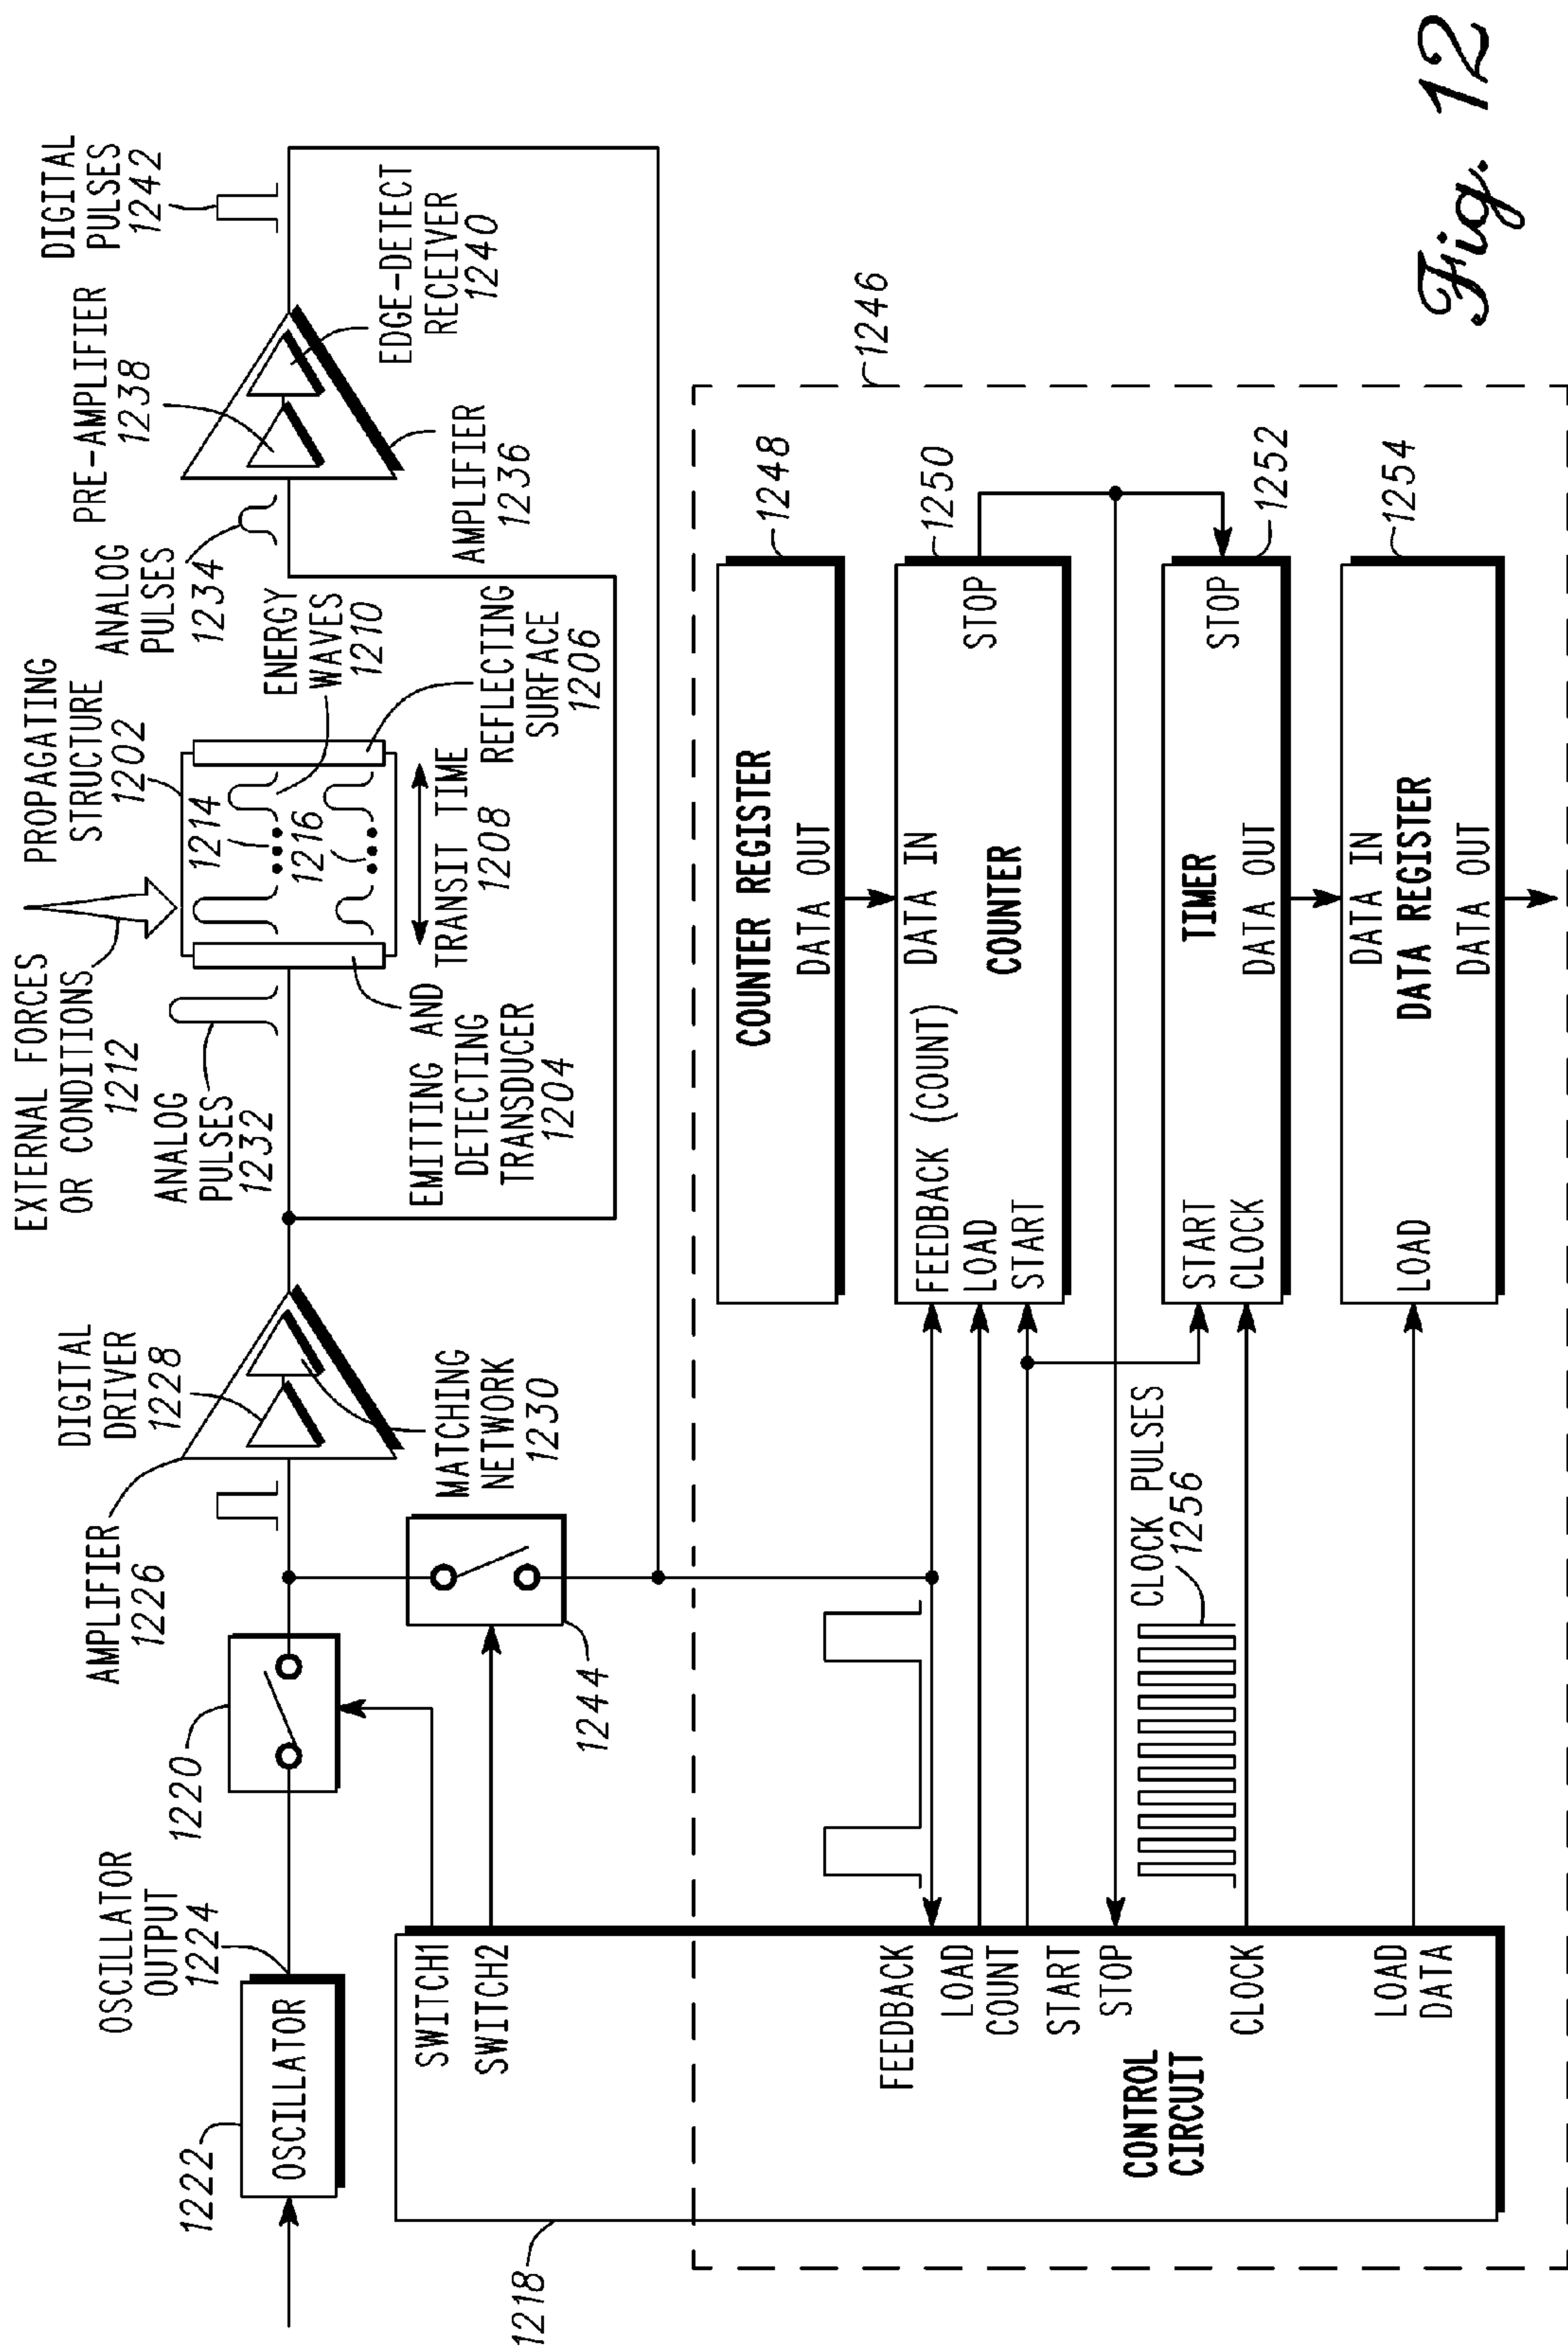 EXTERNAL FORCES
OR CONDITIONS
1212
PROPAGATING
STRUCTURE
1202
DIGITAL
PULSES
1242
PRE-AMPLIFIER
1238
ANALOG
PULSES
1234
ENERGY
WAVES
1210
1214
1216
ANALOG
PULSES
1232
EDGE-DETECT
RECEIVER
1240
AMPLIFIER
1236
REFLECTING
SURFACE
1206
TRANSIT TIME
1208
EMITTING AND
DETECTING
TRANSDUCER
1204
DIGITAL
DRIVER
1228
AMPLIFIER
1226
MATCHING
NETWORK
1230
1220
OSCILLATOR
OUTPUT
1224
1222
OSCILLATOR
1244
1218
SWITCH1
SWITCH2
FEEDBACK
LOAD
COUNT
START
STOP
CLOCK
LOAD
DATA
CONTROL
CIRCUIT
1246
COUNTER REGISTER
DATA OUT
1248
FEEDBACK (COUNT)
LOAD
START
DATA IN
COUNTER
STOP
1250
CLOCK PULSES
1256
START
CLOCK
TIMER
DATA OUT
STOP
1252
LOAD
DATA IN
DATA REGISTER
DATA OUT
1254
Fig. 12